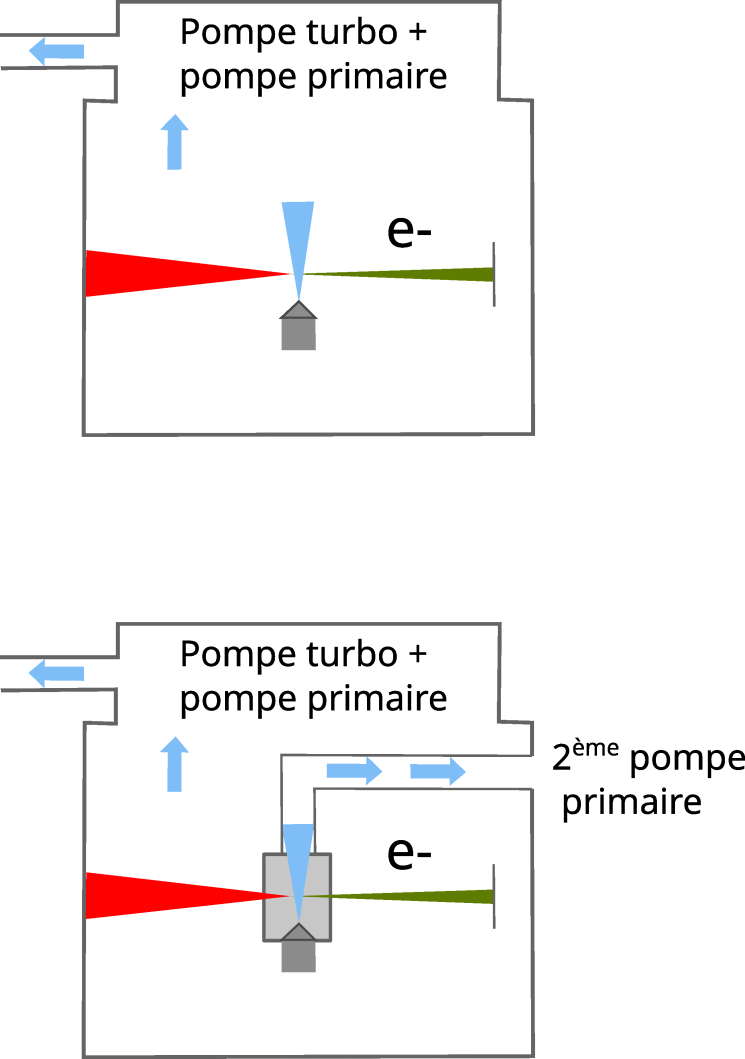 Pompe turbo +
pompe primaire
e-
Pompe turbo +
pompe primaire
2ème pompe
primaire
e-